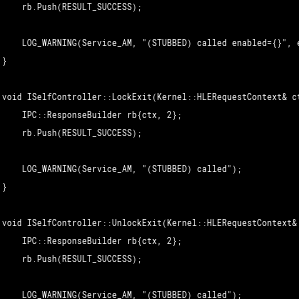 rb.Push(RESULT_SUCCESS);
LOG_WARNING(Service_AM, "(STUBBED) called enabled={}",
}
void ISelfController::LockExit(Kernel::HLERequestContext&
IPC::ResponseBuilder rb{ctx, 2};
rb.Push(RESULT_SUCCESS);
LOG_WARNING(Service_AM, "(STUBBED) called");
}
void ISelfController::UnlockExit(Kernel::HLERequestContext&
IPC::ResponseBuilder rb{ctx, 2};
rb.Push(RESULT_SUCCESS);
LOG_WARNING(Service_AM, "(STUBBED) called");